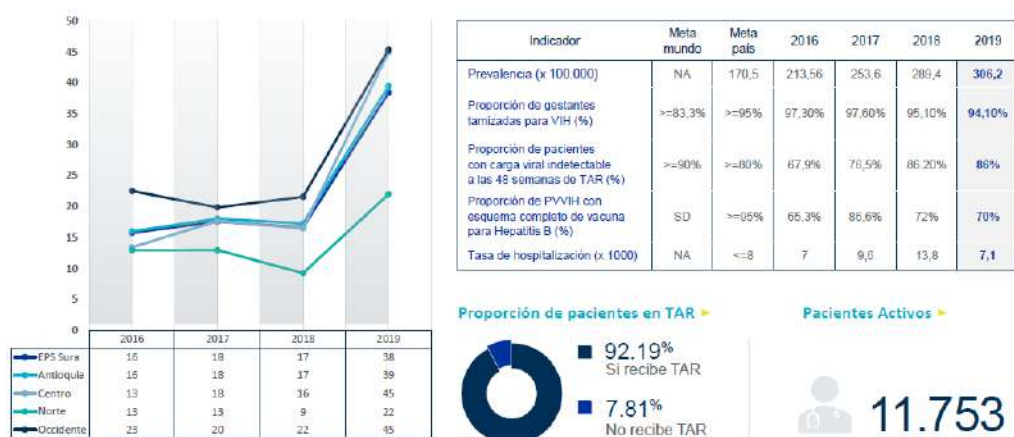 50
45
40
35
30
25
20
15
10
5
0
2016 2017 2018 2019
EPS Sura 16 18 17 38
Antioquia 16 18 17 39
Centro 13 18 16 45
Norte 13 13 9 22
Occidente 23 20 22 45
Indicador Meta mundo Meta país 2016 2017 2018 2019
Prevalencia (x 100.000) NA 170,5 213,56 253,6 289,4 306,2
Proporción de gestantes
tamizadas para VIH (%) >=83,3% >=95% 97,30% 97,60% 95,10% 94,10%
Proporción de pacientes
con carga viral indetectable
a las 48 semanas de TAR (%) >=90% >=80% 67,9% 76,5% 86.20% 86%
Proporción de PVVIH con
esquema completo de vacuna
para Hepatitis B (%) SD >=95% 65,3% 85,6% 72% 70%
Tasa de hospitalización (x 1000) NA <=8 7 9,6 13,8 7,1
Proporción de pacientes en TAR
92.19%
Si recibe TAR
7.81%
No recibe TAR
Pacientes Activos
11.753